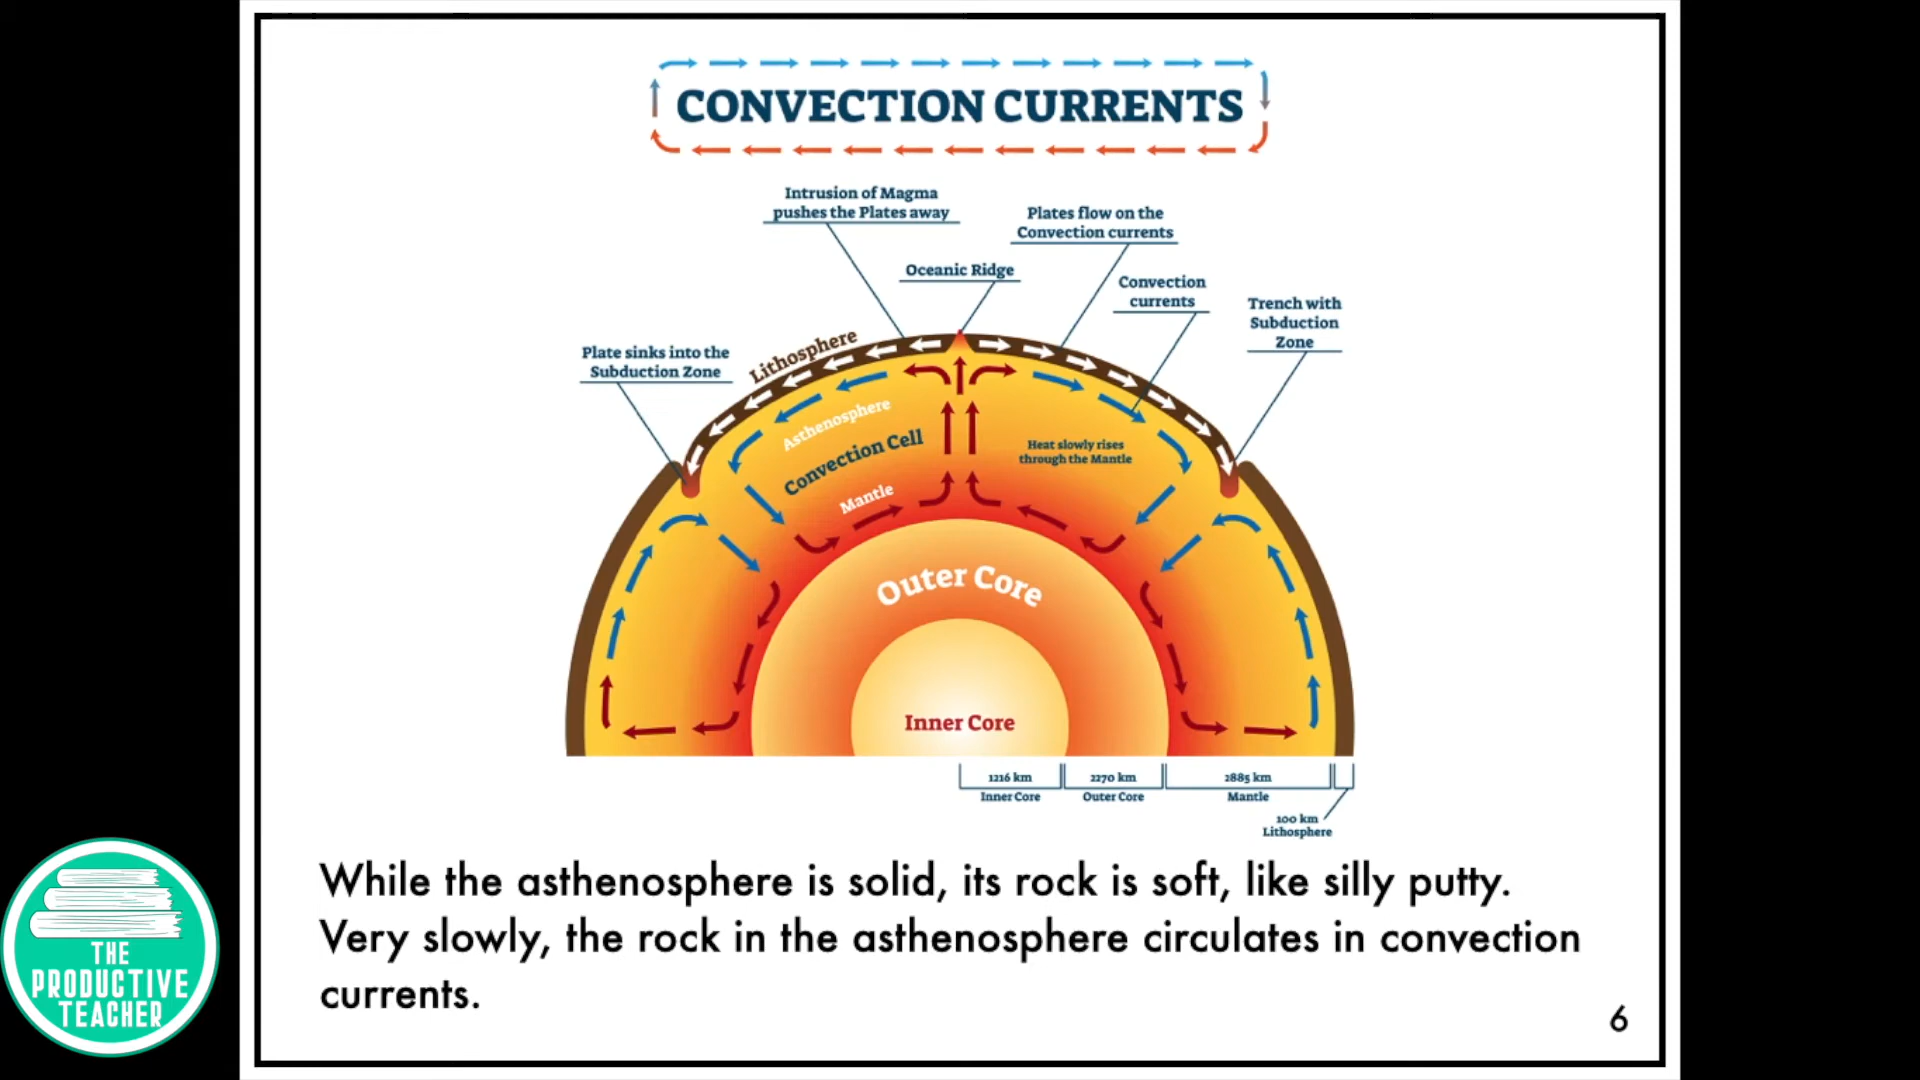 CONVECTION CURRENTS
Intrusion of Magma
pushes the Plates away
Plates flow on the
Convection currents
Oceanic Ridge
Convection
currents
Trench with
Subduction
Zone
Plate sinks into the
Subduction Zone
Lithosphere
Asthenosphere
Convection Cell
Mantle
Heat slowly rises
through the Mantle
Outer Core
Inner Core
1216 km
Inner Core
2270 km
Outer Core
2885 km
Mantle
100 km
Lithosphere
While the asthenosphere is solid, its rock is soft, like silly putty.
Very slowly, the rock in the asthenosphere circulates in convection
currents.
6
THE
PRODUCTIVE
TEACHER